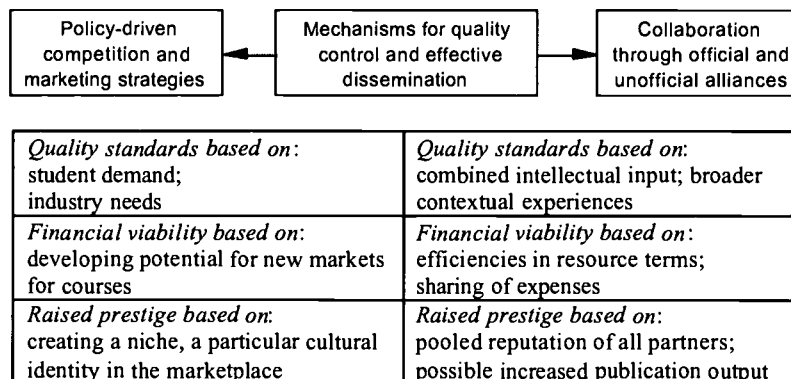 Policy-driven
competition and
marketing strategies
Mechanisms for quality
control and effective
dissemination
Collaboration
through official and
unofficial alliances
Quality standards based on:
student demand;
industry needs
Quality standards based on:
combined intellectual input; broader
contextual experiences
Financial viability based on:
developing potential for new markets
for courses
Financial viability based on:
efficiencies in resource terms;
sharing of expenses
Raised prestige based on:
creating a niche, a particular cultural
identity in the marketplace
Raised prestige based on:
pooled reputation of all partners;
possible increased publication output